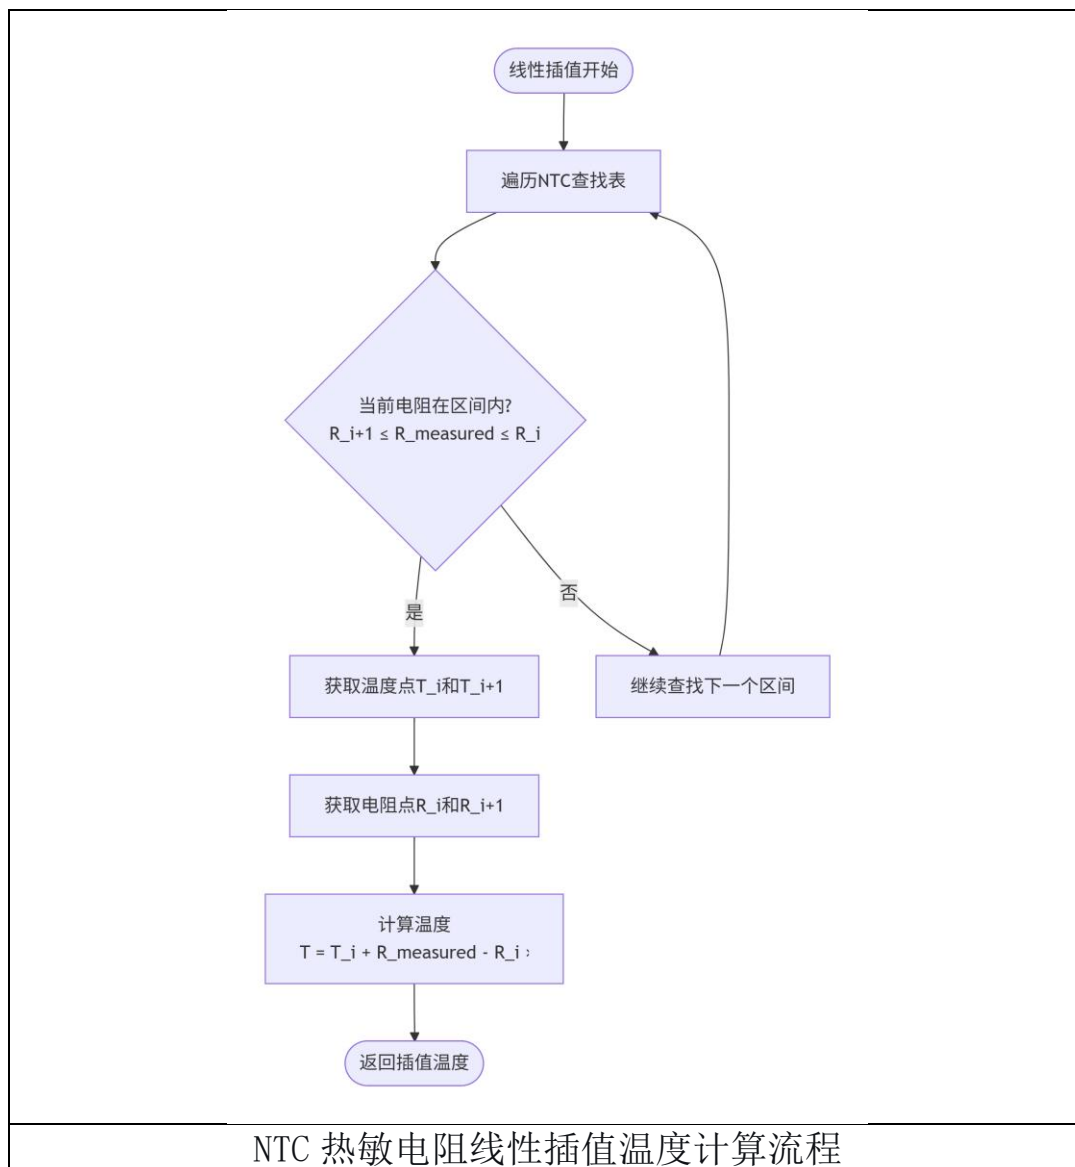 线性插值开始
遍历NTC查找表
当前电阻在区间内?
R_i+1 ≤ R_measured ≤ R_i
是
否
获取温度点T_i和T_i+1
继续查找下一个区间
获取电阻点R_i和R_i+1
计算温度
T = T_i + R_measured - R_i
返回插值温度
NTC 热敏电阻线性插值温度计算流程